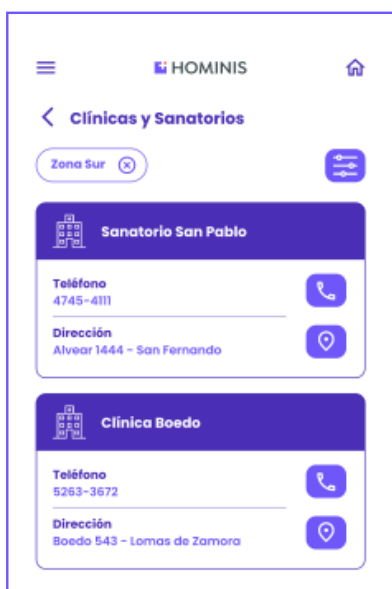 HOMINIS
Clínicas y Sanatorios
Zona Sur
Sanatorio San Pablo
Teléfono
4745-4111
Dirección
Alvear 1444 - San Fernando
Clínica Boedo
Teléfono
5263-3672
Dirección
Boedo 543 - Lomas de Zamora